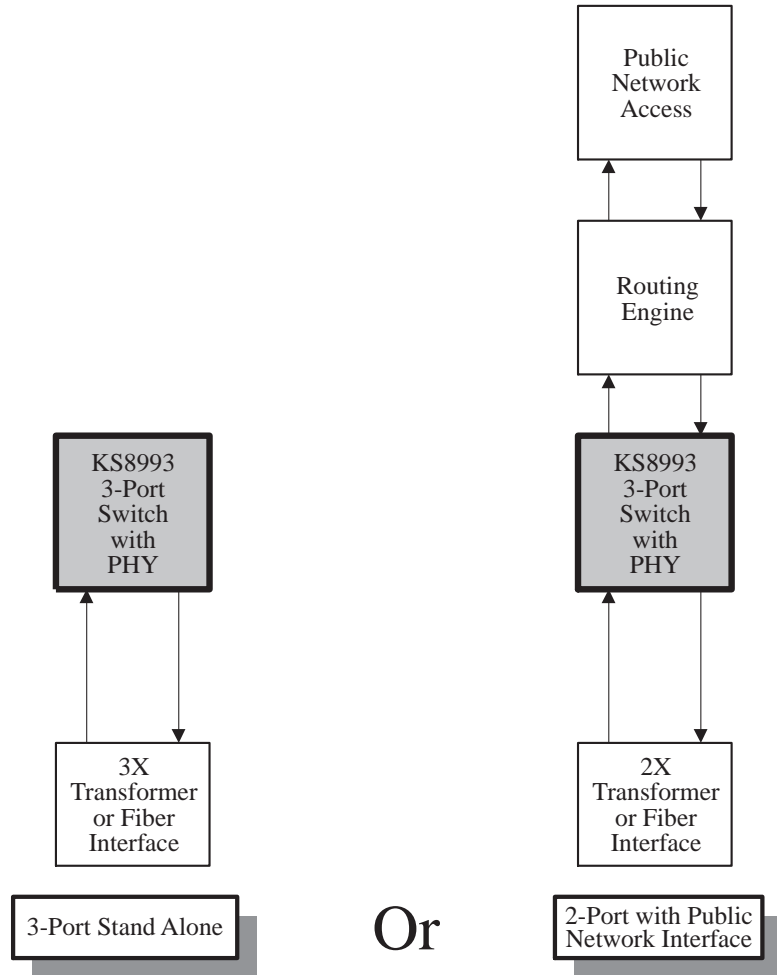 Public
Network
Access
Routing
Engine
KS8993
3-Port
Switch
with
PHY
KS8993
3-Port
Switch
with
PHY
3X
Transformer
or Fiber
Interface
2X
Transformer
or Fiber
Interface
3-Port Stand Alone
Or
2-Port with Public
Network Interface